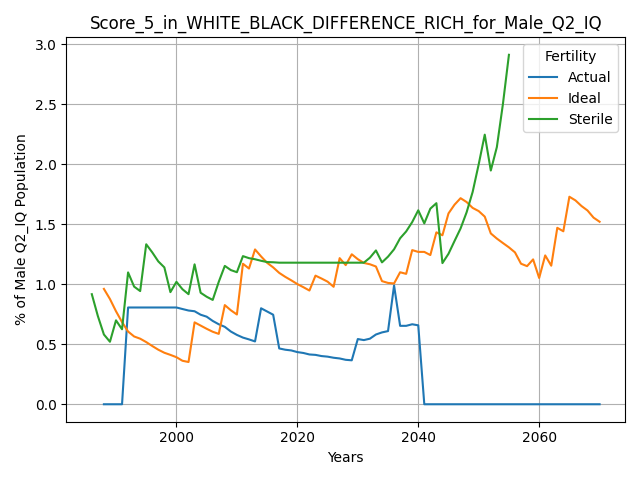 Score_5_in_WHITE_BLACK_DIFFERENCE_RICH_for_Male_Q2_IQ
Fertility
Actual
Ideal
Sterile
% of Male Q2_IQ Population
3.0
2.5
2.0
1.5
1.0
0.5
0.0
2000
2020
2040
2060
Years